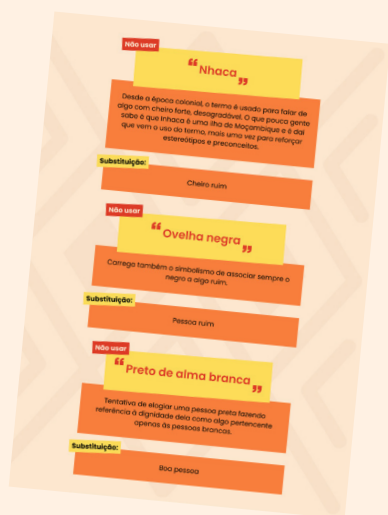 Não usar
“Nhaca”
Desde a época colonial, o termo é usado para falar de
algo com cheiro forte, desagradável. O que pouca gente
sabe é que Inhaca é uma ilha de Moçambique e é daí
que vem o uso do termo, mais uma vez para reforçar
estereótipos e preconceitos.
Substituição:
Cheiro ruim
Não usar
“Ovelha negra”
Carrega também o simbolismo de associar sempre o
negro a algo ruim.
Substituição:
Pessoa ruim
Não usar
“Preto de alma branca”
Tentativa de elogiar uma pessoa preta fazendo
referência à dignidade dela como algo pertencente
apenas às pessoas brancas.
Substituição:
Boa pessoa